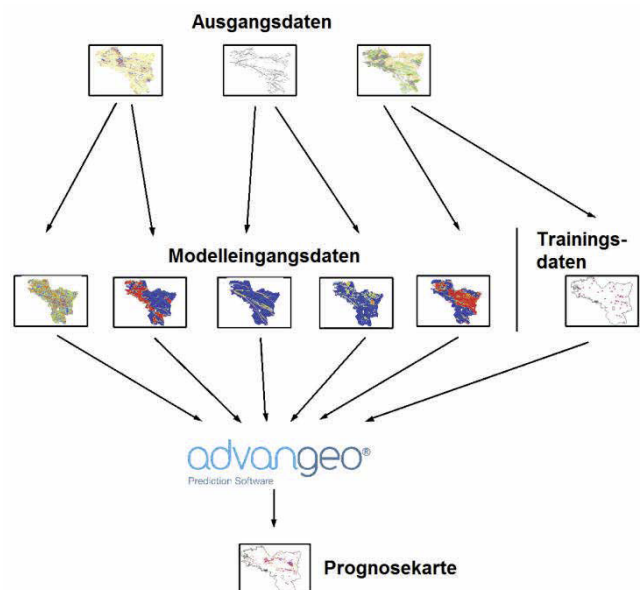 Ausgangsdaten
Modelleingangsdaten
Trainings-
daten
advangeo®
Prediction Software
Prognosekarte